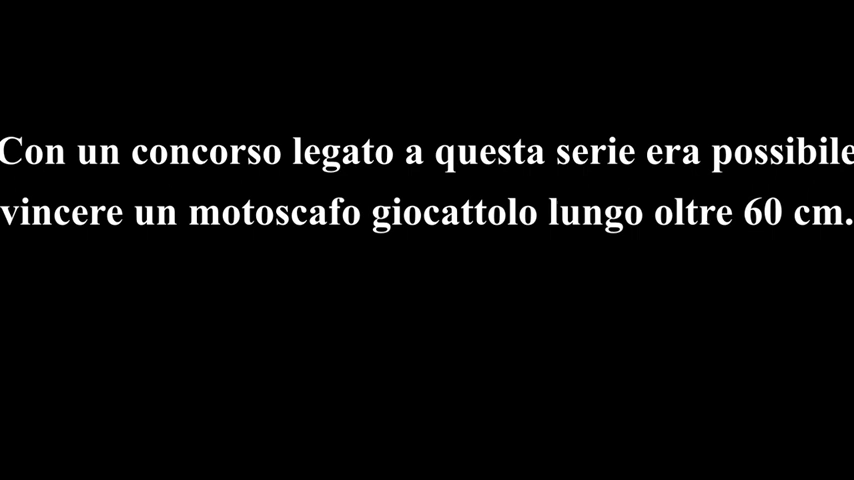 Con un concorso legato a questa serie era possibile
vincere un motoscafo giocattolo lungo oltre 60 cm.